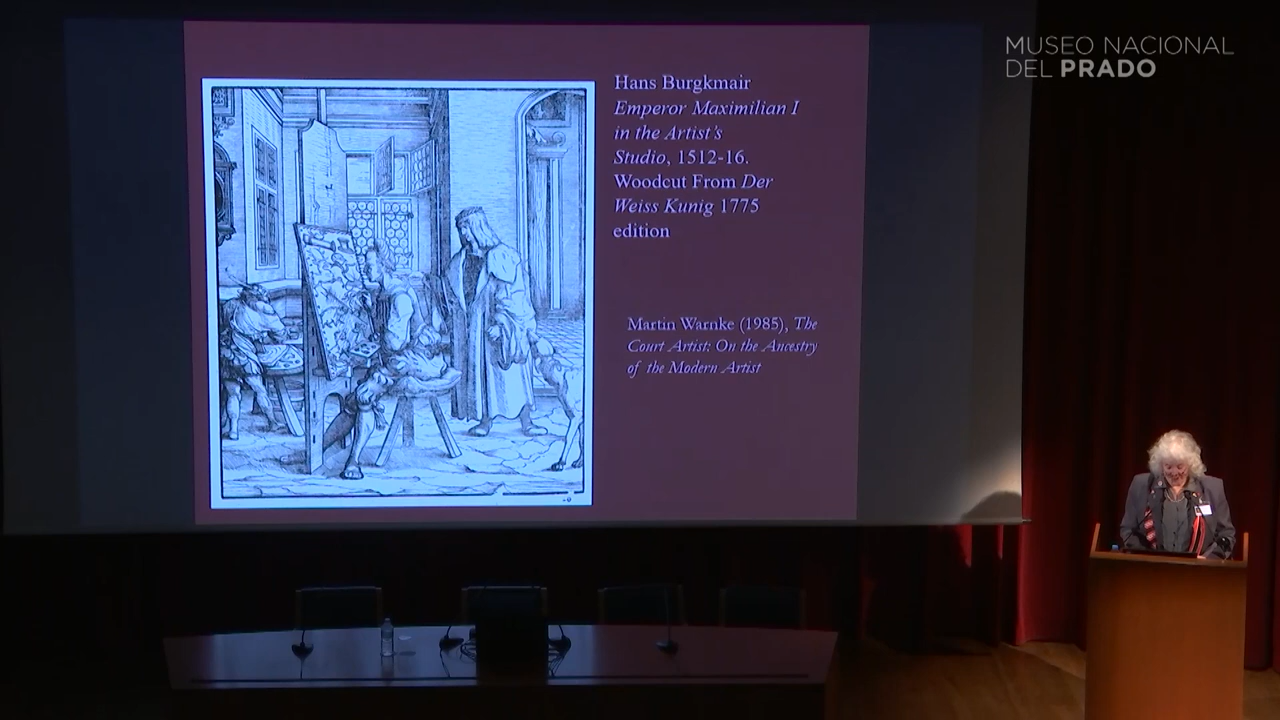 MUSEO NACIONAL
DEL PRADO
Hans Burgkmair
Emperor Maximilian I
in the Artist's
Studio, 1512-16.
Woodcut From Der
Weiss Kunig 1775
edition
Martin Warnke (1985), The
Court Artist: On the Ancestry
of the Modern Artist